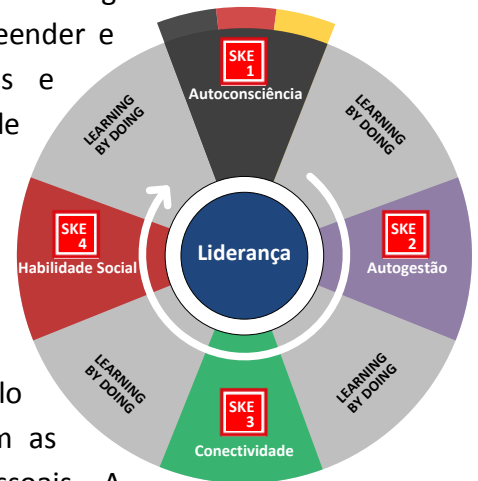 eender e
s e
SKE
1
Autoconsciência
LEARNING
BY DOING
LEARNING
BY DOING
SKE
4
Habilidade Social
Liderança
SKE
2
Autogestão
LEARNING
BY DOING
LEARNING
BY DOING
SKE
3
Conectividade
lo
as